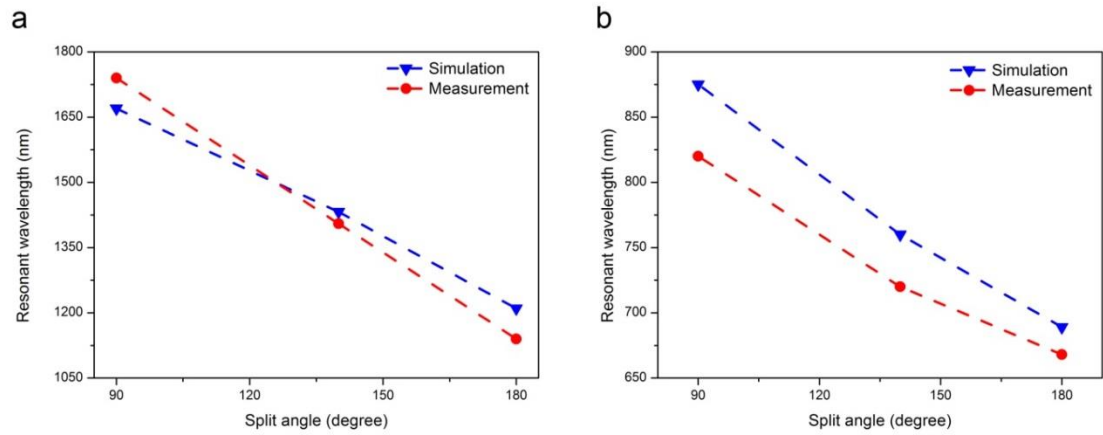 a
1800
1650
1500
1350
1200
1050
Resonant wavelength (nm)
Simulation
Measurement
90
120
150
180
Split angle (degree)
b
900
850
800
750
700
650
Resonant wavelength (nm)
Simulation
Measurement
90
120
150
180
Split angle (degree)